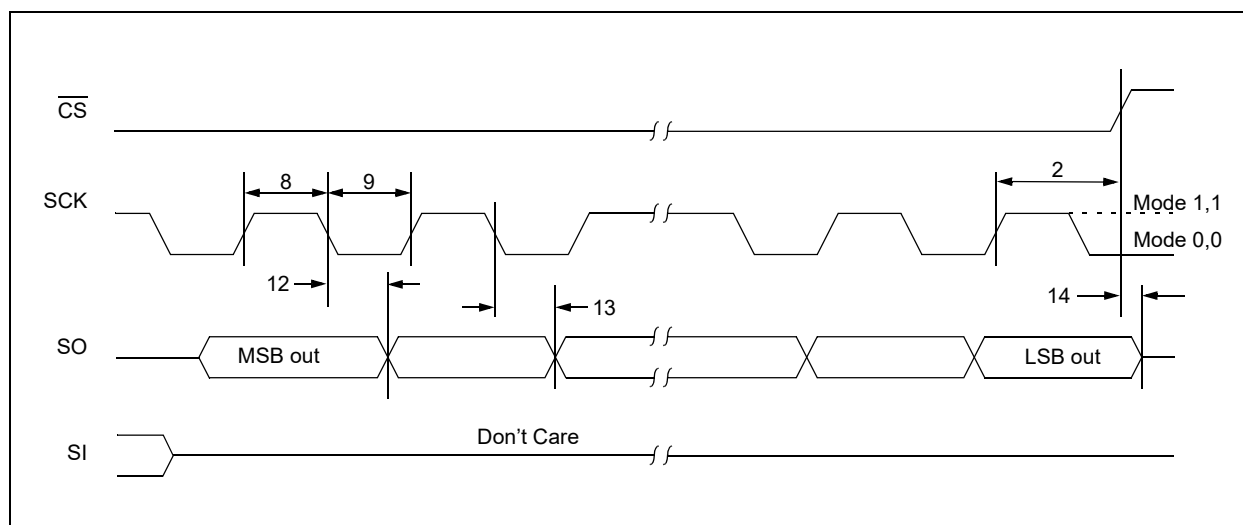 CS
SCK
8
9
2
Mode 1,1
Mode 0,0
12
13
14
SO
MSB out
LSB out
SI
Don't Care